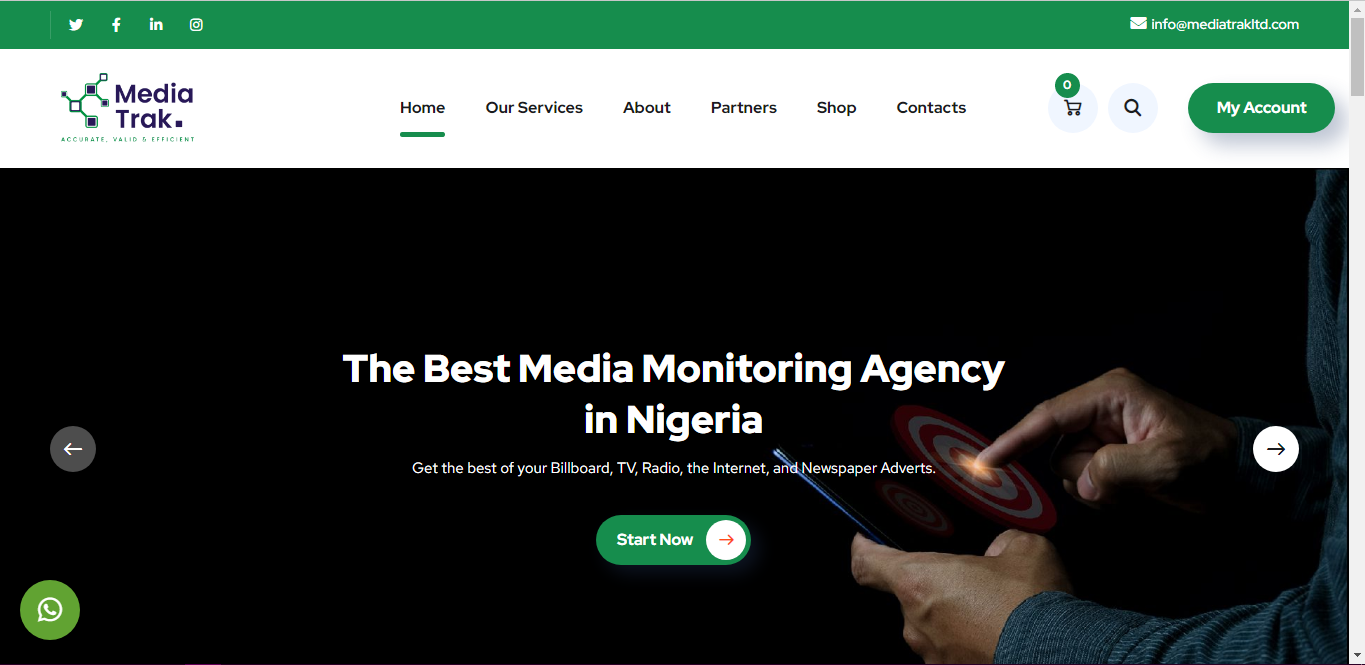 info@mediatrakltd.com
Media
Trak.
ACCURATE, VALID & EFFICIENT
Home
Our Services
About
Partners
Shop
Contacts
0
My Account
The Best Media Monitoring Agency
in Nigeria
Get the best of your Billboard, TV, Radio, the Internet, and Newspaper Adverts.
Start Now